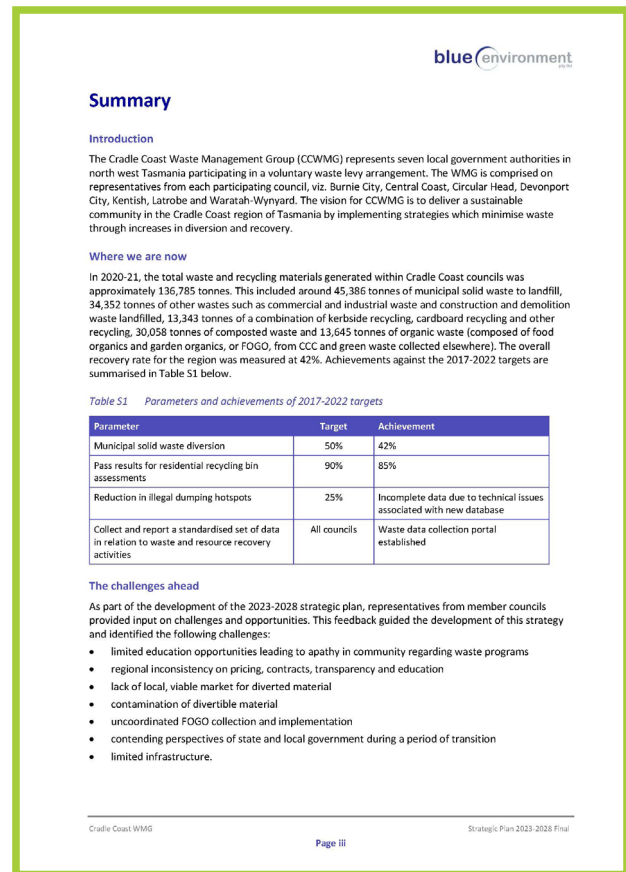 blue environment
pty ltd
Summary
Introduction
The Cradle Coast Waste Management Group (CCWMG) represents seven local government authorities in
north west Tasmania participating in a voluntary waste levy arrangement. The WMG is comprised on
representatives from each participating council, viz. Burnie City, Central Coast, Circular Head, Devonport
City, Kentish, Latrobe and Waratah-Wynyard. The vision for CCWMG is to deliver a sustainable
community in the Cradle Coast region of Tasmania by implementing strategies which minimise waste
through increases in diversion and recovery.
Where we are now
In 2020-21, the total waste and recycling materials generated within Cradle Coast councils was
approximately 136,785 tonnes. This included around 45,386 tonnes of municipal solid waste to landfill,
34,352 tonnes of other wastes such as commercial and industrial waste and construction and demolition
waste landfilled, 13,343 tonnes of a combination of kerbside recycling, cardboard recycling and other
recycling, 30,058 tonnes of composted waste and 13,645 tonnes of organic waste (composed of food
organics and garden organics, or FOGO, from CCC and green waste collected elsewhere). The overall
recovery rate for the region was measured at 42%. Achievements against the 2017-2022 targets are
summarised in Table S1 below.
Table S1 Parameters and achievements of 2017-2022 targets
Parameter Target Achievement
Municipal solid waste diversion 50% 42%
Pass results for residential recycling bin 90% 85%
assessments
Reduction in illegal dumping hotspots 25% Incomplete data due to technical issues
associated with new database
Collect and report a standardised set of data All councils Waste data collection portal
in relation to waste and resource recovery established
activities
The challenges ahead
As part of the development of the 2023-2028 strategic plan, representatives from member councils
provided input on challenges and opportunities. This feedback guided the development of this strategy
and identified the following challenges:
• limited education opportunities leading to apathy in community regarding waste programs
• regional inconsistency on pricing, contracts, transparency and education
• lack of local, viable market for diverted material
• contamination of divertible material
• uncoordinated FOGO collection and implementation
• contending perspectives of state and local government during a period of transition
• limited infrastructure.
Cradle Coast WMG Strategic Plan 2023-2028 Final
Page iii